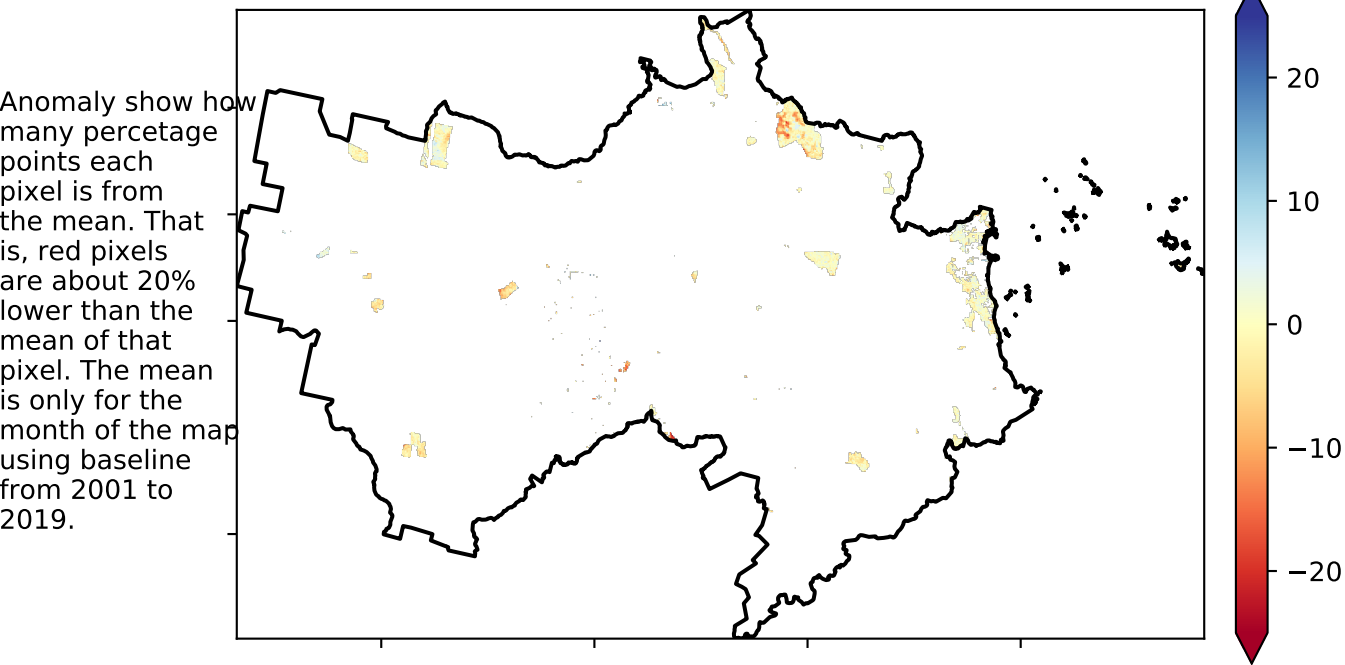 Anomaly show how
many percetage
points each
pixel is from
the mean. That
is, red pixels
are about 20%
lower than the
mean of that
pixel. The mean
is only for the
month of the map
using baseline
from 2001 to
2019.
20
10
0
−10
−20